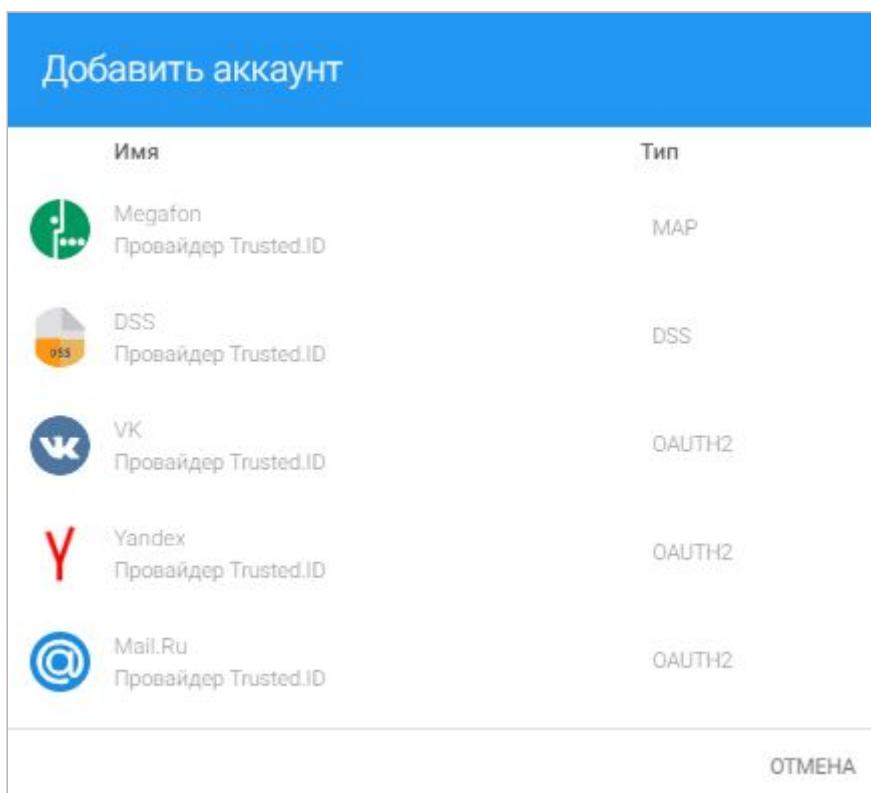 Добавить аккаунт
Имя Тип
Megafon
Провайдер Trusted.ID
MAP
DSS
DSS
Провайдер Trusted.ID
DSS
VK
Провайдер Trusted.ID
OAUTH2
Yandex
Провайдер Trusted.ID
OAUTH2
Mail.Ru
Провайдер Trusted.ID
OAUTH2
ОТМЕНА